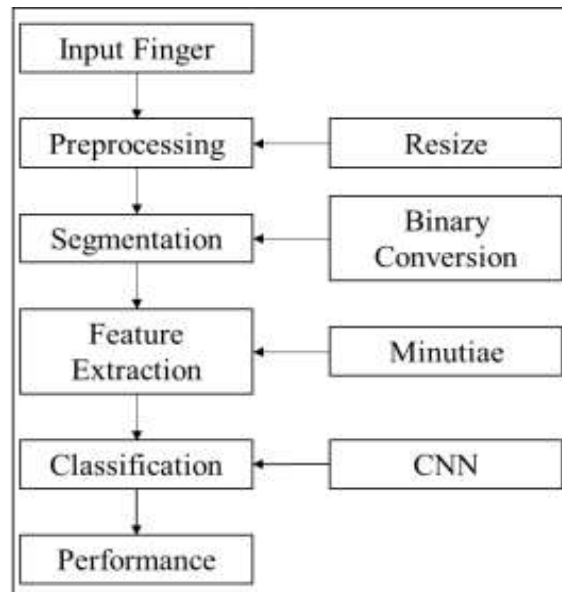 Input Finger
Preprocessing
Resize
Segmentation
Binary
Conversion
Feature
Extraction
Minutiae
Classification
CNN
Performance